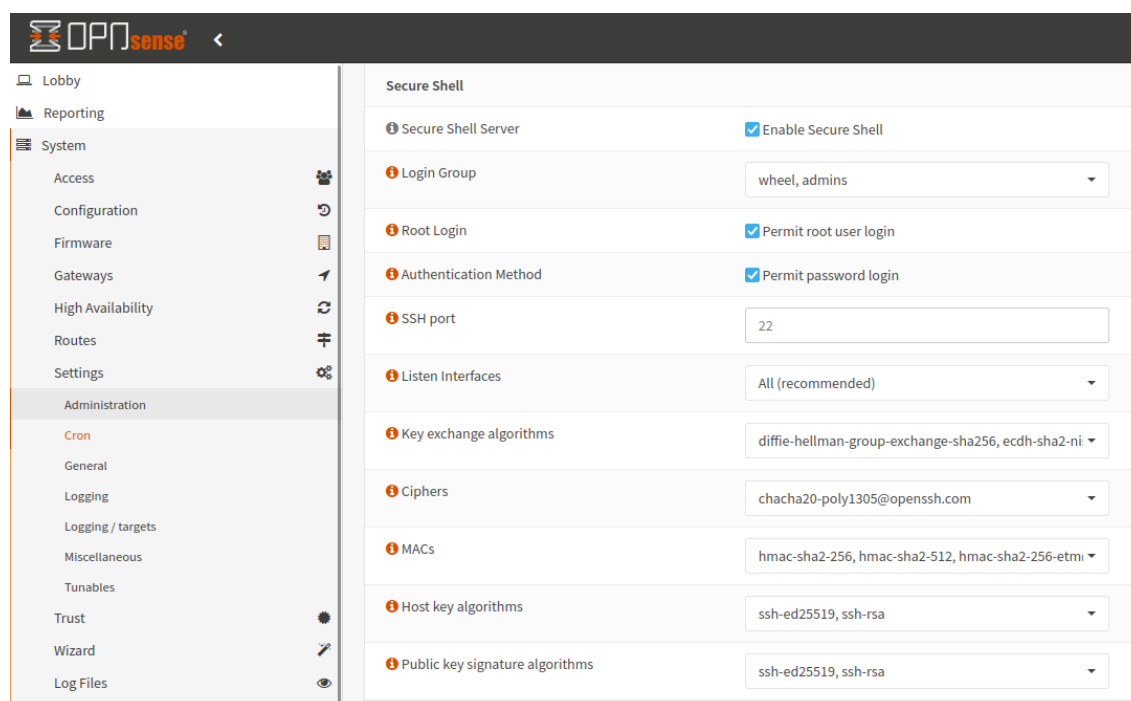 OPNsense®
Lobby
Reporting
System
Access
Configuration
Firmware
Gateways
High Availability
Routes
Settings
Administration
Cron
General
Logging
Logging / targets
Miscellaneous
Tunables
Trust
Wizard
Log Files
Secure Shell
Secure Shell Server
Enable Secure Shell
Login Group
wheel, admins
Root Login
Permit root user login
Authentication Method
Permit password login
SSH port
22
Listen Interfaces
All (recommended)
Key exchange algorithms
diffie-hellman-group-exchange-sha256, ecdh-sha2-ni
Ciphers
chacha20-poly1305@openssh.com
MACs
hmac-sha2-256, hmac-sha2-512, hmac-sha2-256-etm
Host key algorithms
ssh-ed25519, ssh-rsa
Public key signature algorithms
ssh-ed25519, ssh-rsa